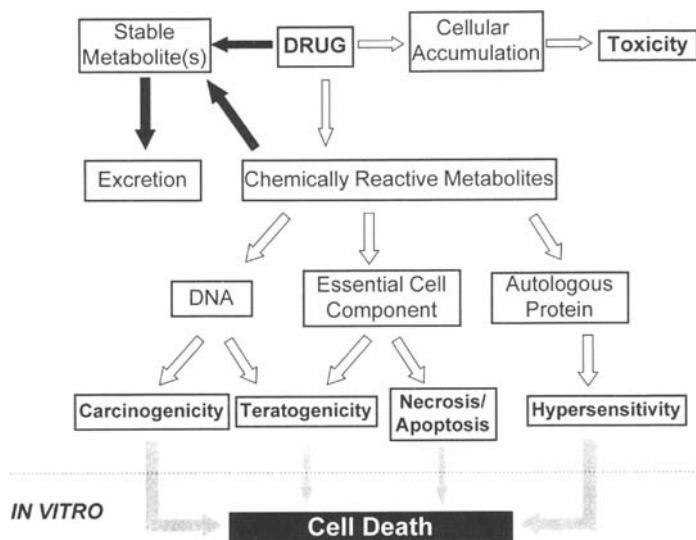 Stable
Metabolite(s)
DRUG
Cellular
Accumulation
Toxicity
Excretion
Chemically Reactive Metabolites
DNA
Essential Cell
Component
Autologous
Protein
Carcinogenicity
Teratogenicity
Necrosis/
Apoptosis
Hypersensitivity
IN VITRO
Cell Death